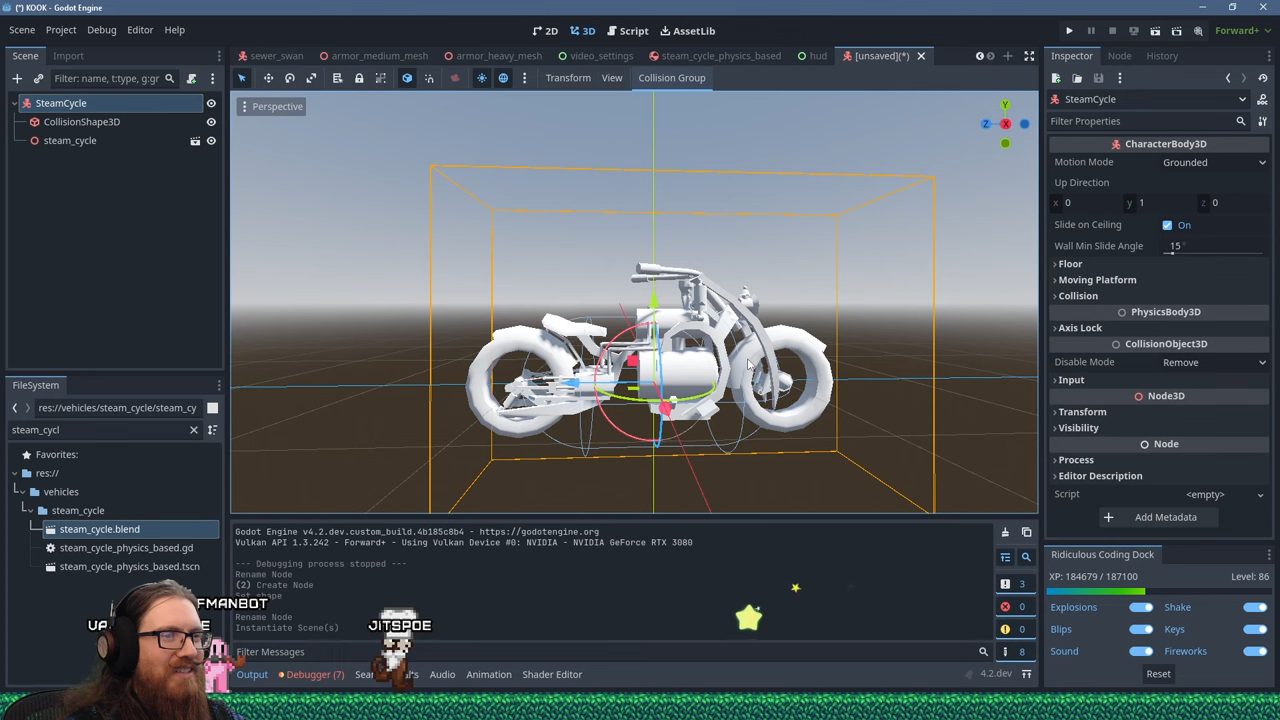 (*) KOOK - Godot Engine
Scene Project Debug Editor Help
2D 3D Script AssetLib
Forward+
Scene Import
sewer_swan armor_medium_mesh armor_heavy_mesh video_settings steam_cycle_physics_based hud [unsaved](*)
Inspector Node History
Filter: name, t:type, g:gr
Transform View Collision Group
SteamCycle
CollisionShape3D
steam_cycle
Perspective
Y
Z X
SteamCycle
Filter Properties
CharacterBody3D
Motion Mode Grounded
Up Direction
x 0 y 1 z 0
Slide on Ceiling On
Wall Min Slide Angle 15 °
Floor
Moving Platform
Collision
PhysicsBody3D
Axis Lock
CollisionObject3D
Disable Mode Remove
Input
Node3D
Transform
Visibility
Node
Process
Editor Description
Script <empty>
Add Metadata
FileSystem
res://vehicles/steam_cycle/steam_cy
steam_cycl
Favorites:
res://
vehicles
steam_cycle
steam_cycle.blend
steam_cycle_physics_based.gd
steam_cycle_physics_based.tscn
Godot Engine v4.2.dev.custom_build.4b185c8b4 - https://godotengine.org
Vulkan API 1.3.242 - Forward+ - Using Vulkan Device #0: NVIDIA - NVIDIA GeForce RTX 3080
--- Debugging process stopped ---
Rename Node
(2) Create Node
Set shape
Rename Node
Instantiate Scene(s)
3
0
0
8
Filter Messages
Output Debugger (7) Audio Animation Shader Editor
4.2.dev
Ridiculous Coding Dock
XP: 184679 / 187100 Level: 86
Explosions Shake
Blips Keys
Sound Fireworks
Reset
FMANBOT
JITSPOE